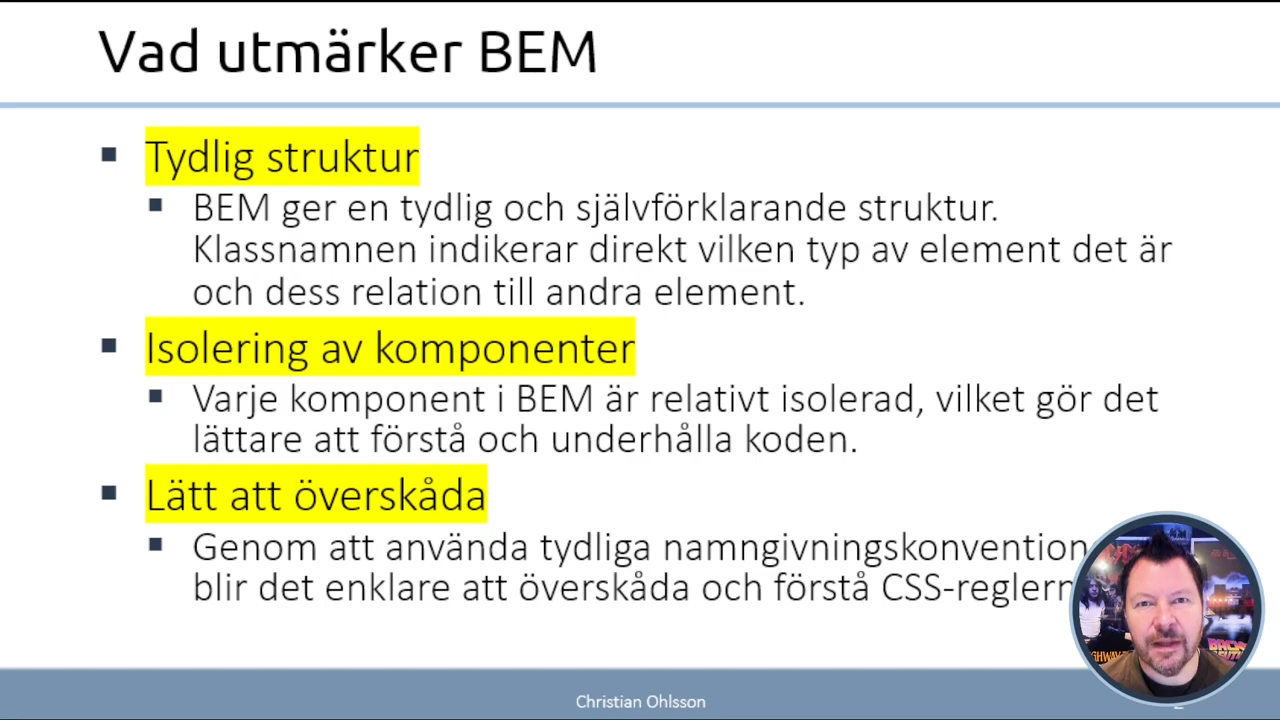 Vad utmärker BEM
Tydlig struktur
BEM ger en tydlig och självförklarande struktur.
Klassnamnen indikerar direkt vilken typ av element det är
och dess relation till andra element.
Isolering av komponenter
Varje komponent i BEM är relativt isolerad, vilket gör det
lättare att förstå och underhålla koden.
Lätt att överskåda
Genom att använda tydliga namngivningskonvention
blir det enklare att överskåda och förstå CSS-reglern
Christian Ohlsson